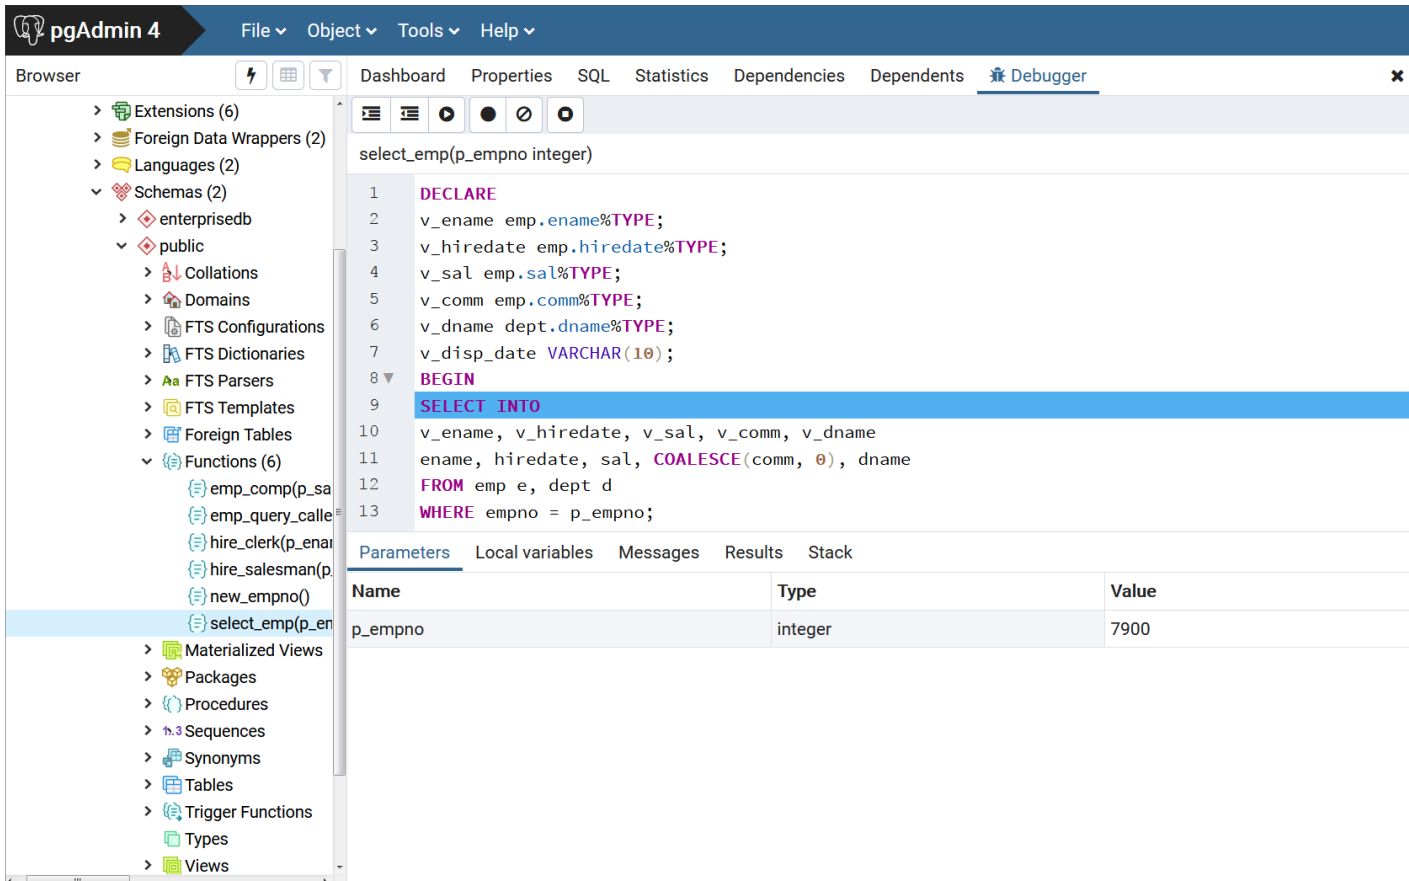 pgAdmin 4
File Object Tools Help
Browser
Dashboard Properties SQL Statistics Dependencies Dependents Debugger
Extensions (6)
Foreign Data Wrappers (2)
Languages (2)
Schemas (2)
enterprisedb
public
Collations
Domains
FTS Configurations
FTS Dictionaries
Aa FTS Parsers
FTS Templates
Foreign Tables
Functions (6)
emp_comp(p_sa
emp_query_calle
hire_clerk(p_enar
hire_salesman(p_
new_empno()
select_emp(p_en
Materialized Views
Packages
Procedures
1..3 Sequences
Synonyms
Tables
Trigger Functions
Types
Views
select_emp(p_empno integer)
1 DECLARE
2 v_ename emp.ename%TYPE;
3 v_hiredate emp.hiredate%TYPE;
4 v_sal emp.sal%TYPE;
5 v_comm emp.comm%TYPE;
6 v_dname dept.dname%TYPE;
7 v_disp_date VARCHAR(10);
8 BEGIN
9 SELECT INTO
10 v_ename, v_hiredate, v_sal, v_comm, v_dname
11 ename, hiredate, sal, COALESCE(comm, 0), dname
12 FROM emp e, dept d
13 WHERE empno = p_empno;
Parameters Local variables Messages Results Stack
Name Type Value
p_empno integer 7900